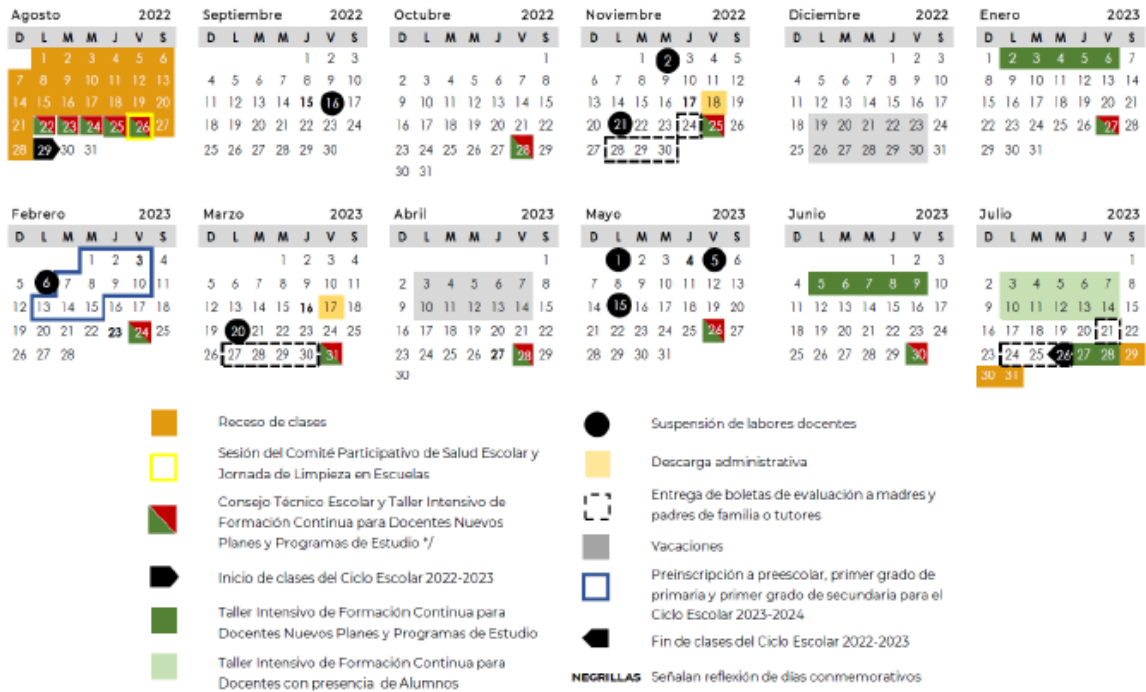 Agosto 2022
D L M M J V S
1 2 3 4 5 6
7 8 9 10 11 12 13
14 15 16 17 18 19 20
21 22 23 24 25 26 27
28 29 30 31
Septiembre 2022
D L M M J V S
1 2 3
4 5 6 7 8 9 10
11 12 13 14 15 16 17
18 19 20 21 22 23 24
25 26 27 28 29 30
Octubre 2022
D L M M J V S
1
2 3 4 5 6 7 8
9 10 11 12 13 14 15
16 17 18 19 20 21 22
23 24 25 26 27 28 29
30 31
Noviembre 2022
D L M M J V S
1 2 3 4 5
6 7 8 9 10 11 12
13 14 15 16 17 18 19
20 21 22 23 24 25 26
27 28 29 30
Diciembre 2022
D L M M J V S
1 2 3
4 5 6 7 8 9 10
11 12 13 14 15 16 17
18 19 20 21 22 23 24
25 26 27 28 29 30 31
Enero 2023
D L M M J V S
1 2 3 4 5 6 7
8 9 10 11 12 13 14
15 16 17 18 19 20 21
22 23 24 25 26 27 28
29 30 31
Febrero 2023
D L M M J V S
1 2 3 4
5 6 7 8 9 10 11
12 13 14 15 16 17 18
19 20 21 22 23 24 25
26 27 28
Marzo 2023
D L M M J V S
1 2 3 4
5 6 7 8 9 10 11
12 13 14 15 16 17 18
19 20 21 22 23 24 25
26 27 28 29 30 31
Abril 2023
D L M M J V S
1
2 3 4 5 6 7 8
9 10 11 12 13 14 15
16 17 18 19 20 21 22
23 24 25 26 27 28 29
30
Mayo 2023
D L M M J V S
1 2 3 4 5 6
7 8 9 10 11 12 13
14 15 16 17 18 19 20
21 22 23 24 25 26 27
28 29 30 31
Junio 2023
D L M M J V S
1 2 3
4 5 6 7 8 9 10
11 12 13 14 15 16 17
18 19 20 21 22 23 24
25 26 27 28 29 30
Julio 2023
D L M M J V S
1
2 3 4 5 6 7 8
9 10 11 12 13 14 15
16 17 18 19 20 21 22
23 24 25 26 27 28 29
30 31
Receso de clases
Sesión del Comité Participativo de Salud Escolar y
Jornada de Limpieza en Escuelas
Consejo Técnico Escolar y Taller Intensivo de
Formación Continua para Docentes Nuevos
Planes y Programas de Estudio */
Inicio de clases del Ciclo Escolar 2022-2023
Taller Intensivo de Formación Continua para
Docentes Nuevos Planes y Programas de Estudio
Taller Intensivo de Formación Continua para
Docentes con presencia de Alumnos
Suspensión de labores docentes
Descarga administrativa
Entrega de boletas de evaluación a madres y
padres de familia o tutores
Vacaciones
Preinscripción a preescolar, primer grado de
primaria y primer grado de secundaria para el
Ciclo Escolar 2023-2024
Fin de clases del Ciclo Escolar 2022-2023
NEGRILLAS Señalan reflexión de días conmemorativos